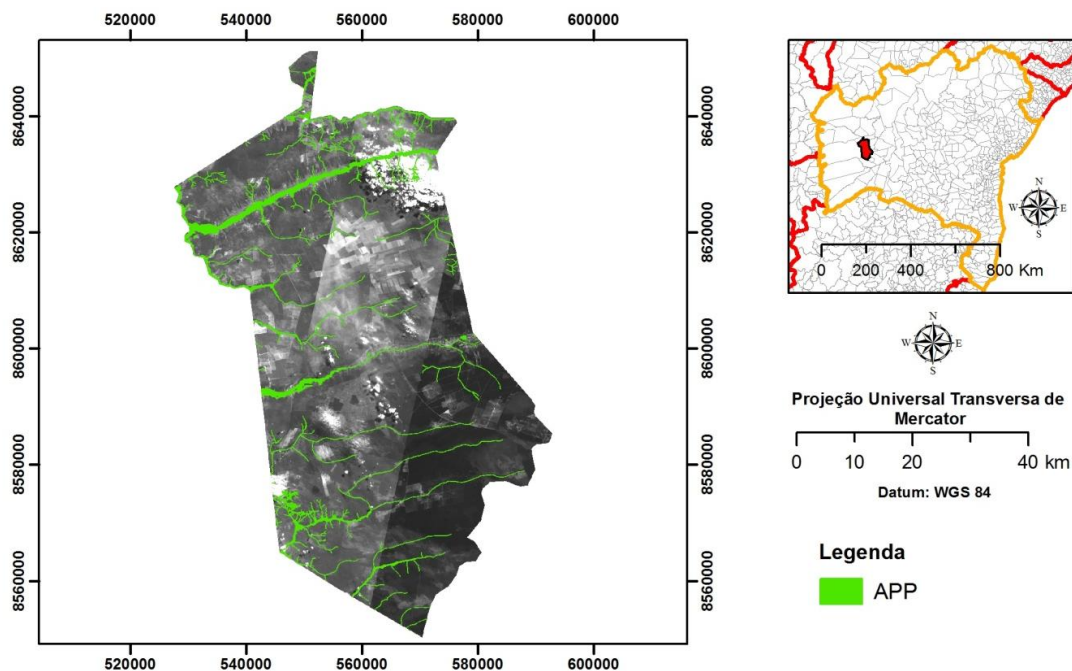 520000 540000 560000 580000 600000
8640000 8640000
8620000 8620000
8600000 8600000
8580000 8580000
8560000 8560000
520000 540000 560000 580000 600000
N
W E
S
0 200 400 800 Km
N
W E
S
Projeção Universal Transversa de
Mercator
0 10 20 40 km
Datum: WGS 84
Legenda
APP